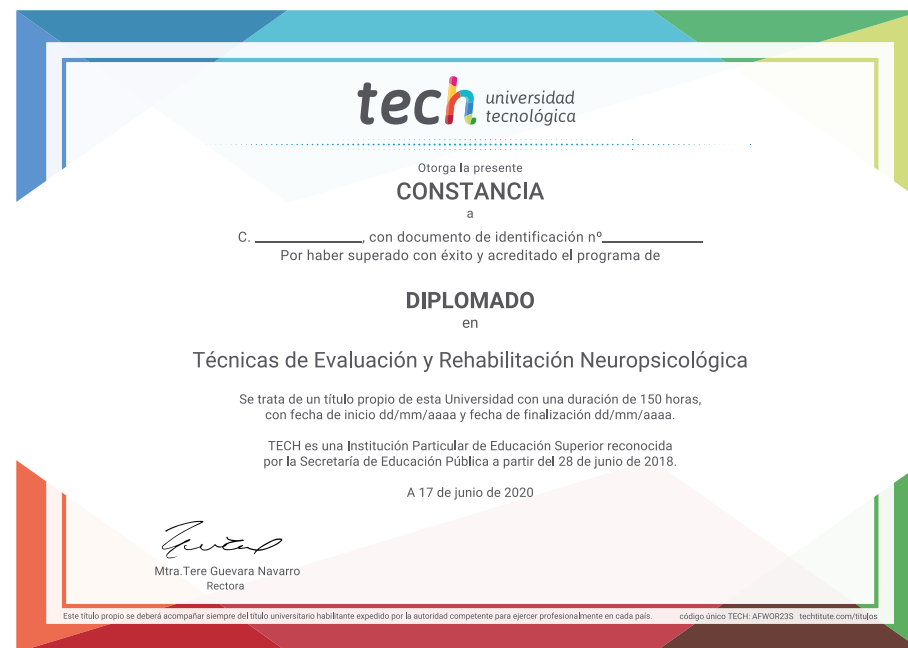 tech universidad
tecnológica
Otorga la presente
CONSTANCIA
a
C. ____________, con documento de identificación nº____________
Por haber superado con éxito y acreditado el programa de
DIPLOMADO
en
Técnicas de Evaluación y Rehabilitación Neuropsicológica
Se trata de un título propio de esta Universidad con una duración de 150 horas,
con fecha de inicio dd/mm/aaaa y fecha de finalización dd/mm/aaaa.
TECH es una Institución Particular de Educación Superior reconocida
por la Secretaría de Educación Pública a partir del 28 de junio de 2018.
A 17 de junio de 2020
Mtra.Tere Guevara Navarro
Rectora
Este título propio se deberá acompañar siempre del título universitario habilitante expedido por la autoridad competente para ejercer profesionalmente en cada país. código único TECH: AFWOR23S techtitute.com/titulos